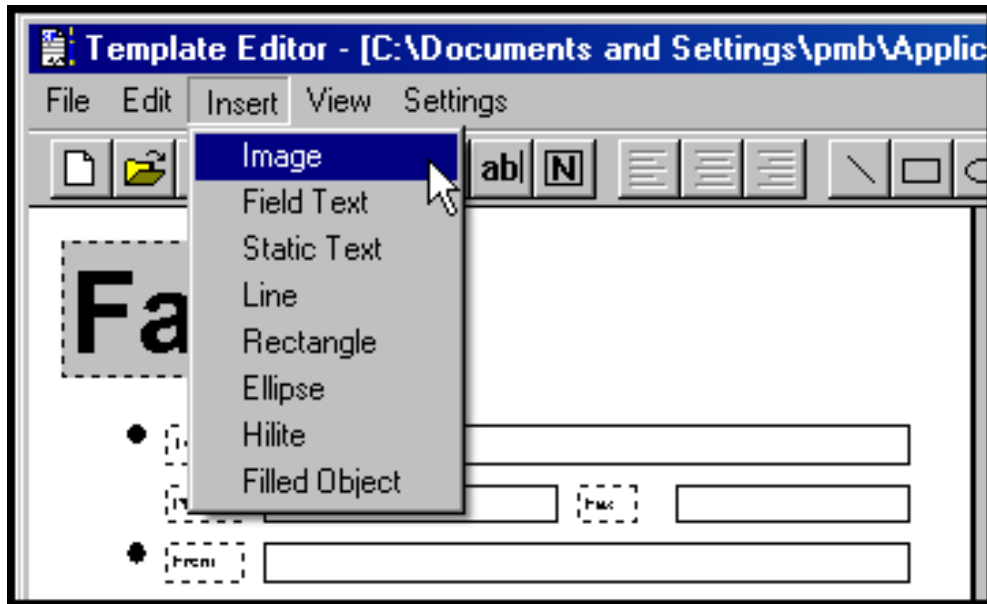 Template Editor - [C:\Documents and Settings\pmb\Applic
File Edit Insert View Settings
Image
ab| N
Field Text
Static Text
Line
Fa
Rectangle
Ellipse
Hilite
Filled Object
Fax
From